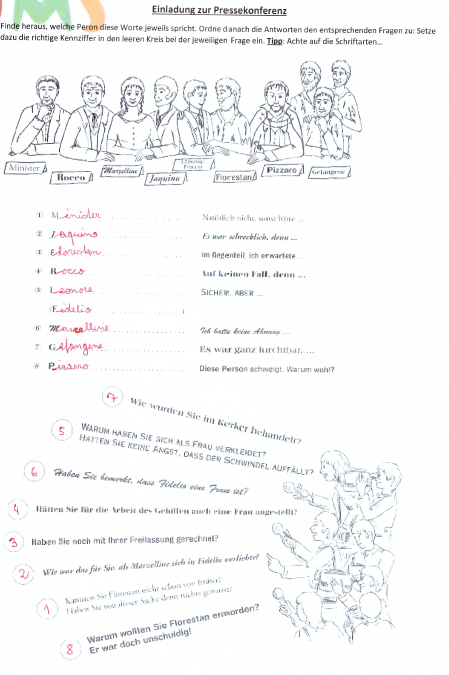 Einladung zur Pressekonferenz
Finde heraus, welche Peron diese Worte jeweils spricht. Ordne danach die Antworten den entsprechenden Fragen zu: Setze
dazu die richtige Kennziffer in den leeren Kreis bei der jeweiligen Frage ein. Tipp: Achte auf die Schriftarten...
Minister Rocco Marzelline Jaquino Leonore Fidelio Florestan Pizzaro Gefangene
1 Minister Natürlich nicht, sonst hätte ...
2 Jaquino Er war schrecklich, denn ...
3 Florestan Im Gegenteil, ich erwartete ...
4 Rocco Auf keinen Fall, denn ...
5 Leonore SICHER, ABER ...
(Fidelio )
6 Marzelline Ich hatte keine Ahnung ...
7 Gefangene Es war ganz furchtbar, ...
8 Pizarro Diese Person schweigt. Warum wohl?
7 Wie wurden Sie im Kerker behandelt?
5 WARUM HABEN SIE SICH ALS FRAU VERKLEIDET?
HATTEN SIE KEINE ANGST, DASS DER SCHWINDEL AUFFÄLLT?
6 Haben Sie bemerkt, dass Fidelio eine Frau ist?
4 Hätten Sie für die Arbeit des Gehilfen auch eine Frau angestellt?
3 Haben Sie noch mit Ihrer Freilassung gerechnet?
2 Wie war das für Sie, als Marzelline sich in Fidelio verliebte?
1 Kannten Sie Florestan nicht schon von früher?
Haben Sie von dieser Sache denn nichts gewusst?
8 Warum wollten Sie Florestan ermorden?
Er war doch unschuldig!